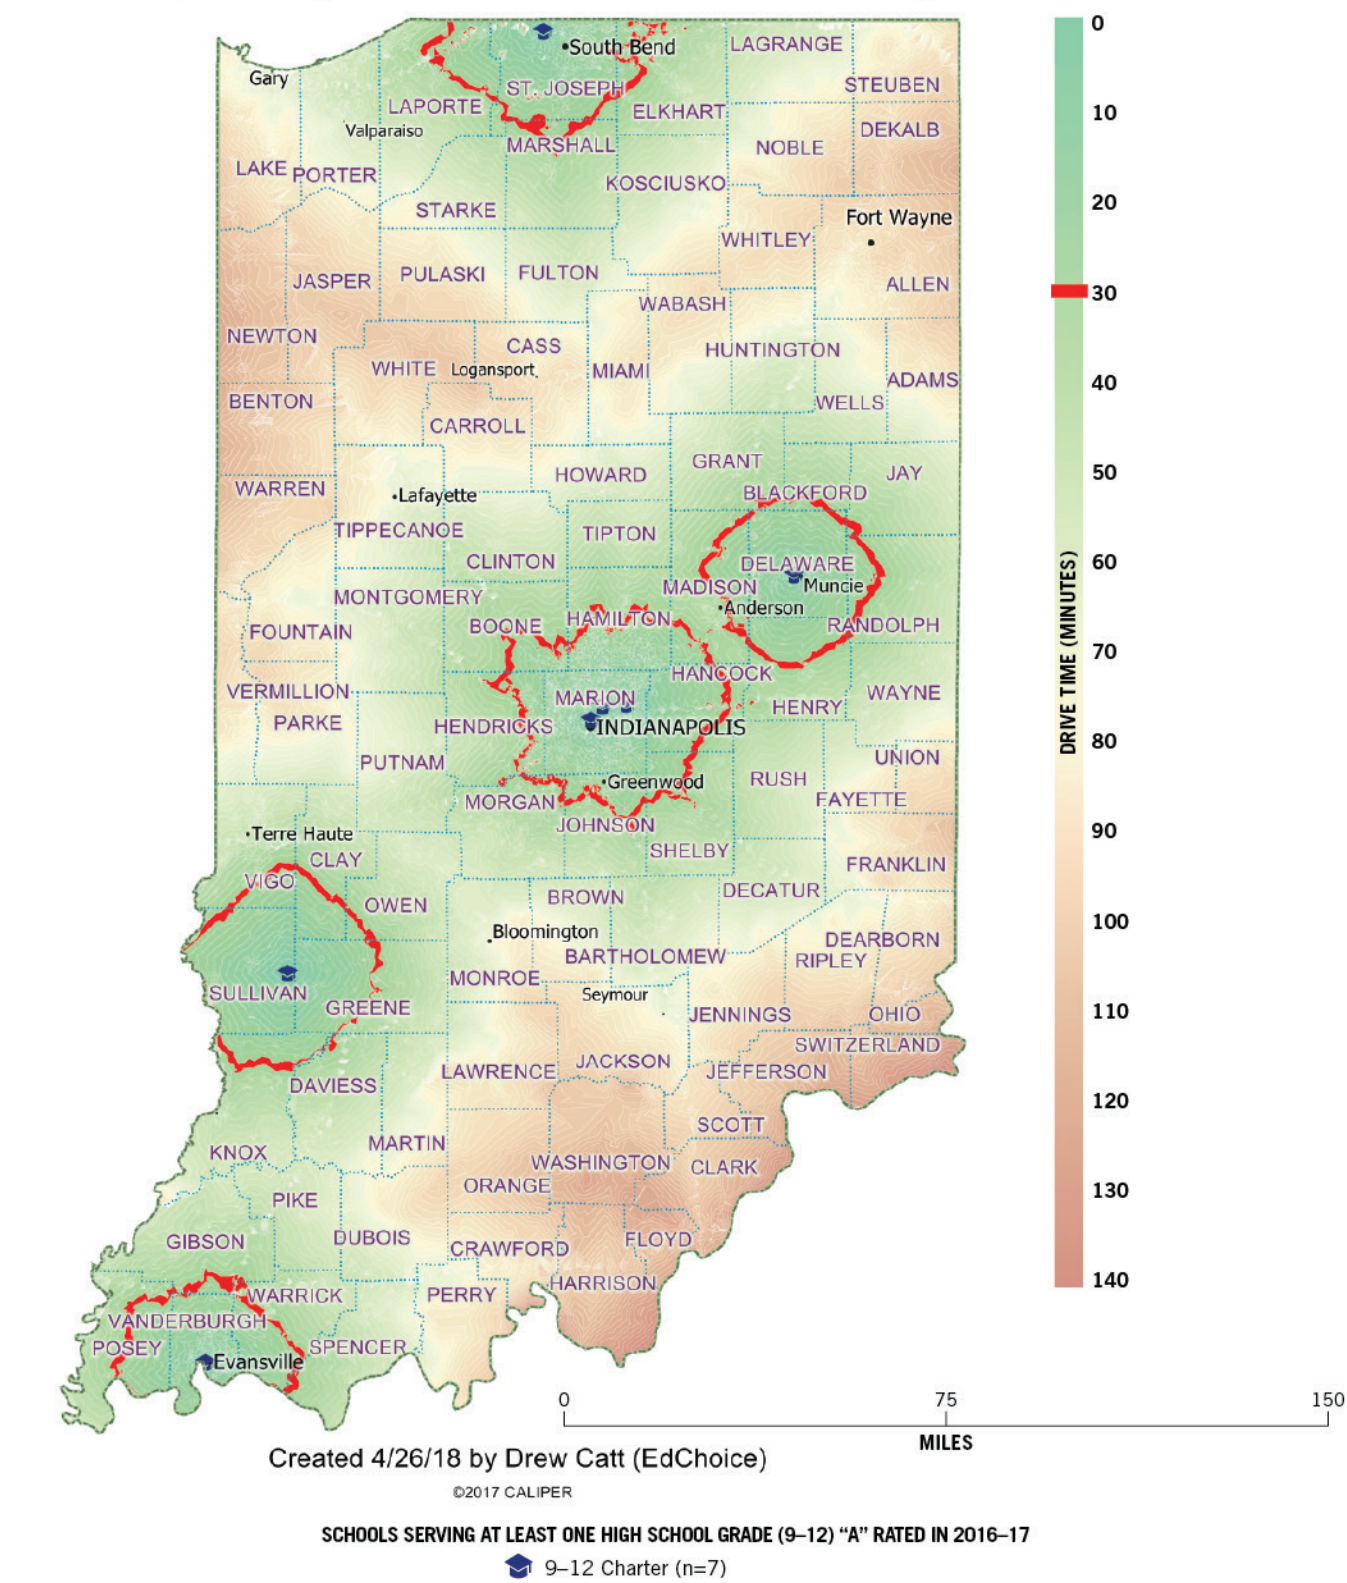 South Bend
LAGRANGE
Gary
ST. JOSEPH
STEUBEN
LAPORTE
ELKHART
Valparaiso
DEKALB
MARSHALL
NOBLE
LAKE
PORTER
KOSCIUSKO
STARKE
Fort Wayne
WHITLEY
JASPER
PULASKI
FULTON
ALLEN
WABASH
NEWTON
CASS
HUNTINGTON
WHITE
Logansport
MIAMI
ADAMS
BENTON
WELLS
CARROLL
GRANT
HOWARD
JAY
WARREN
Lafayette
BLACKFORD
TIPPECANOE
TIPTON
CLINTON
DELAWARE
Muncie
MADISON
MONTGOMERY
Anderson
BOONE
HAMILTON
RANDOLPH
FOUNTAIN
HANCOCK
VERMILLION
MARION
WAYNE
PARKE
HENDRICKS
INDIANAPOLIS
HENRY
PUTNAM
UNION
Greenwood
RUSH
MORGAN
FAYETTE
JOHNSON
Terre Haute
SHELBY
CLAY
FRANKLIN
VIGO
OWEN
BROWN
DECATUR
Bloomington
DEARBORN
BARTHOLOMEW
RIPLEY
MONROE
SULLIVAN
Seymour
GREENE
JENNINGS
OHIO
SWITZERLAND
JACKSON
LAWRENCE
JEFFERSON
DAVIESS
SCOTT
MARTIN
KNOX
WASHINGTON
CLARK
ORANGE
PIKE
DUBOIS
FLOYD
GIBSON
CRAWFORD
HARRISON
WARRICK
PERRY
VANDERBURGH
POSEY
SPENCER
Evansville
0
10
20
30
40
50
60
70
80
90
100
110
120
130
140
DRIVE TIME (MINUTES)
0 75 150
MILES
Created 4/26/18 by Drew Catt (EdChoice)
©2017 CALIPER
SCHOOLS SERVING AT LEAST ONE HIGH SCHOOL GRADE (9–12) “A” RATED IN 2016–17
9–12 Charter (n=7)